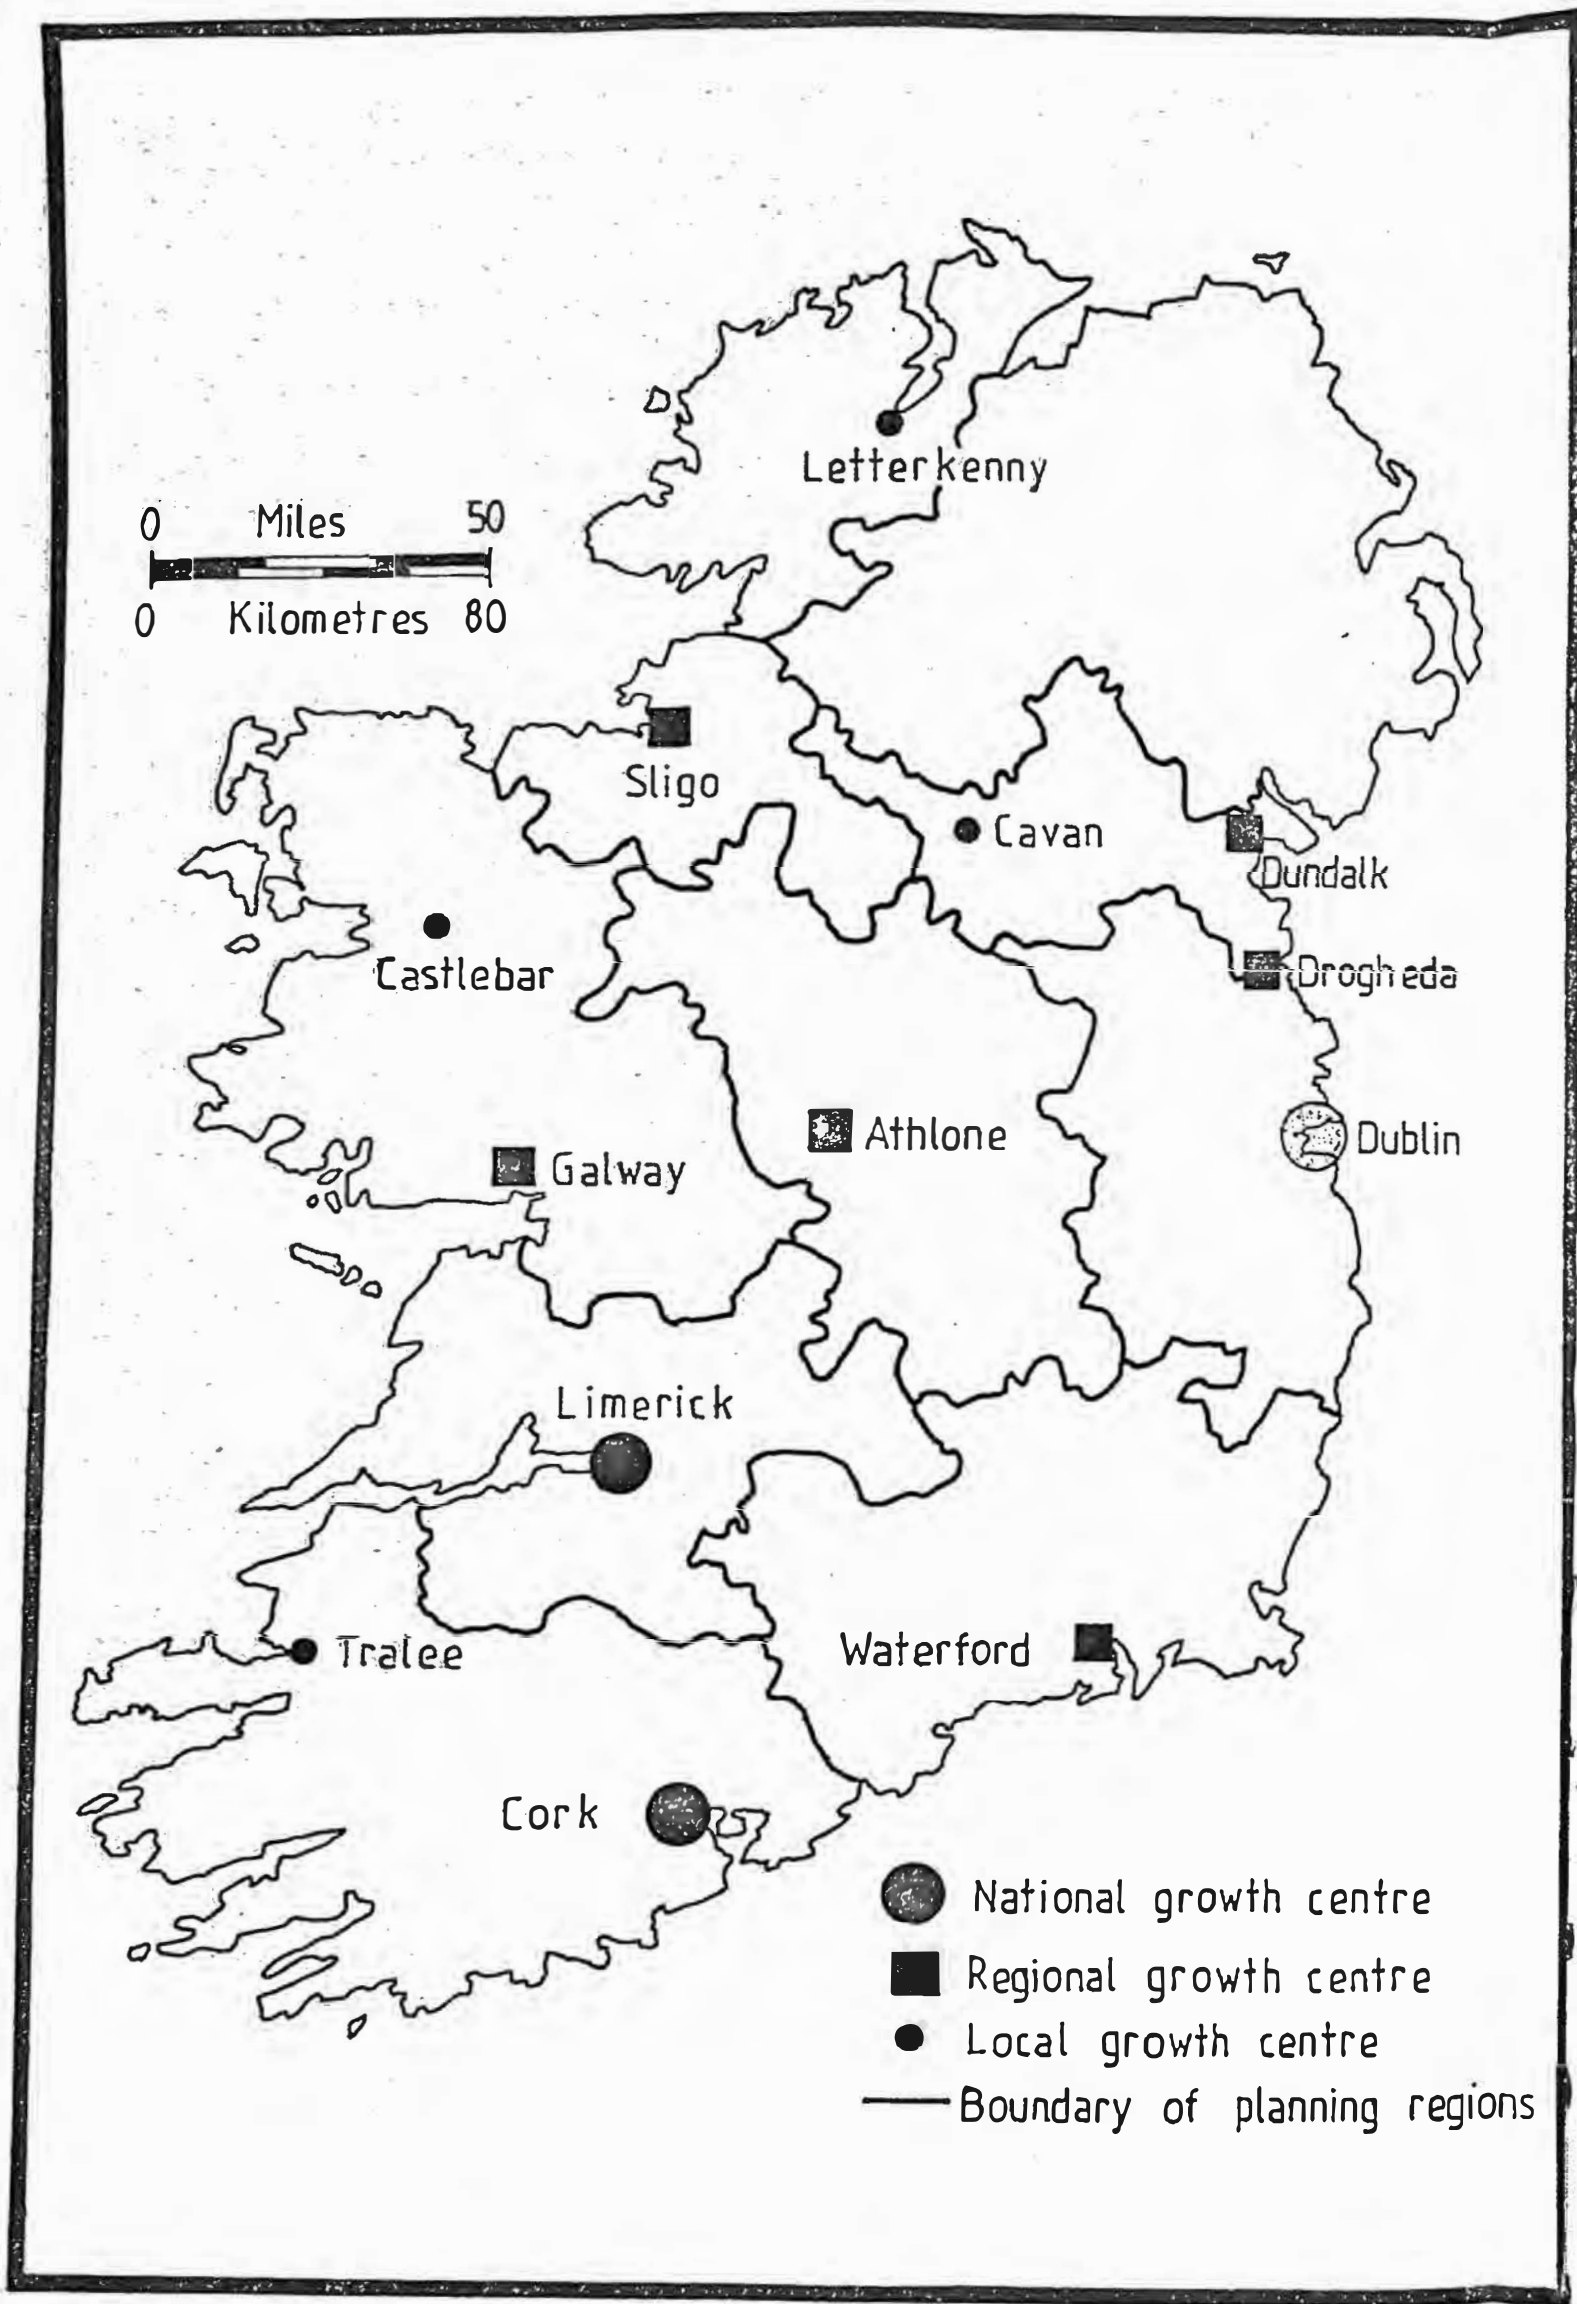 Letterkenny
0 Miles 50
0 Kilometres 80
Sligo
Cavan
Dundalk
Castlebar
Drogheda
Athlone
Dublin
Galway
Limerick
Tralee
Waterford
Cork
National growth centre
Regional growth centre
Local growth centre
Boundary of planning regions